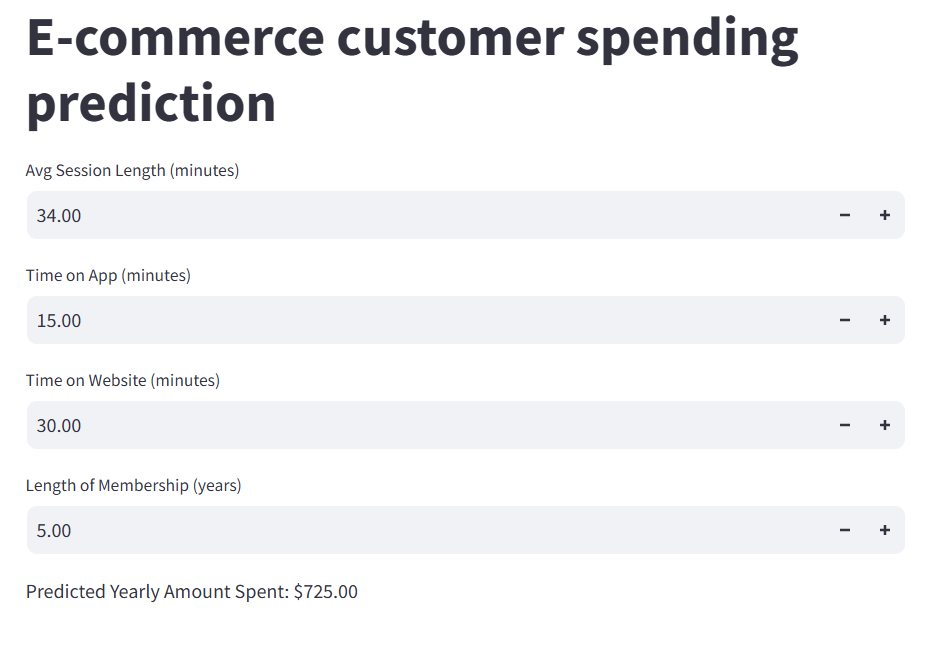 E-commerce customer spending
prediction
Avg Session Length (minutes)
34.00
Time on App (minutes)
15.00
Time on Website (minutes)
30.00
Length of Membership (years)
5.00
Predicted Yearly Amount Spent: $725.00